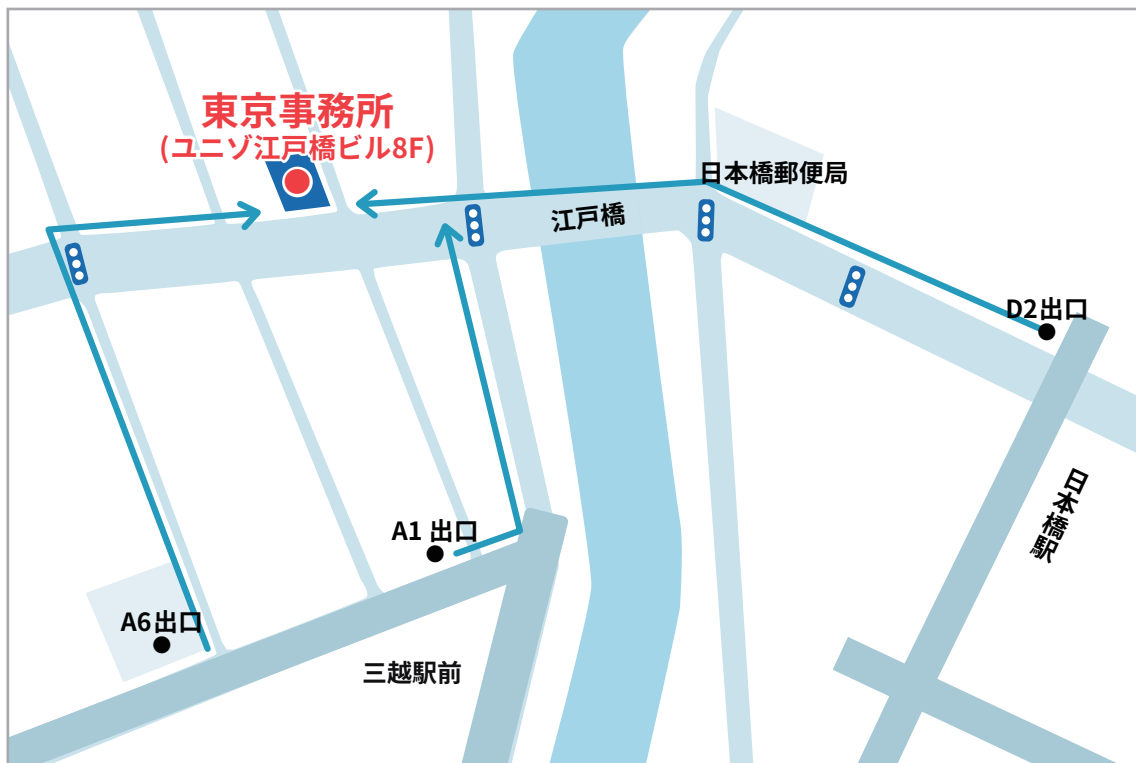 東京事務所
(ユニゾ江戸橋ビル8F)
日本橋郵便局
江戸橋
D2出口
日本橋駅
A1 出口
A6出口
三越駅前